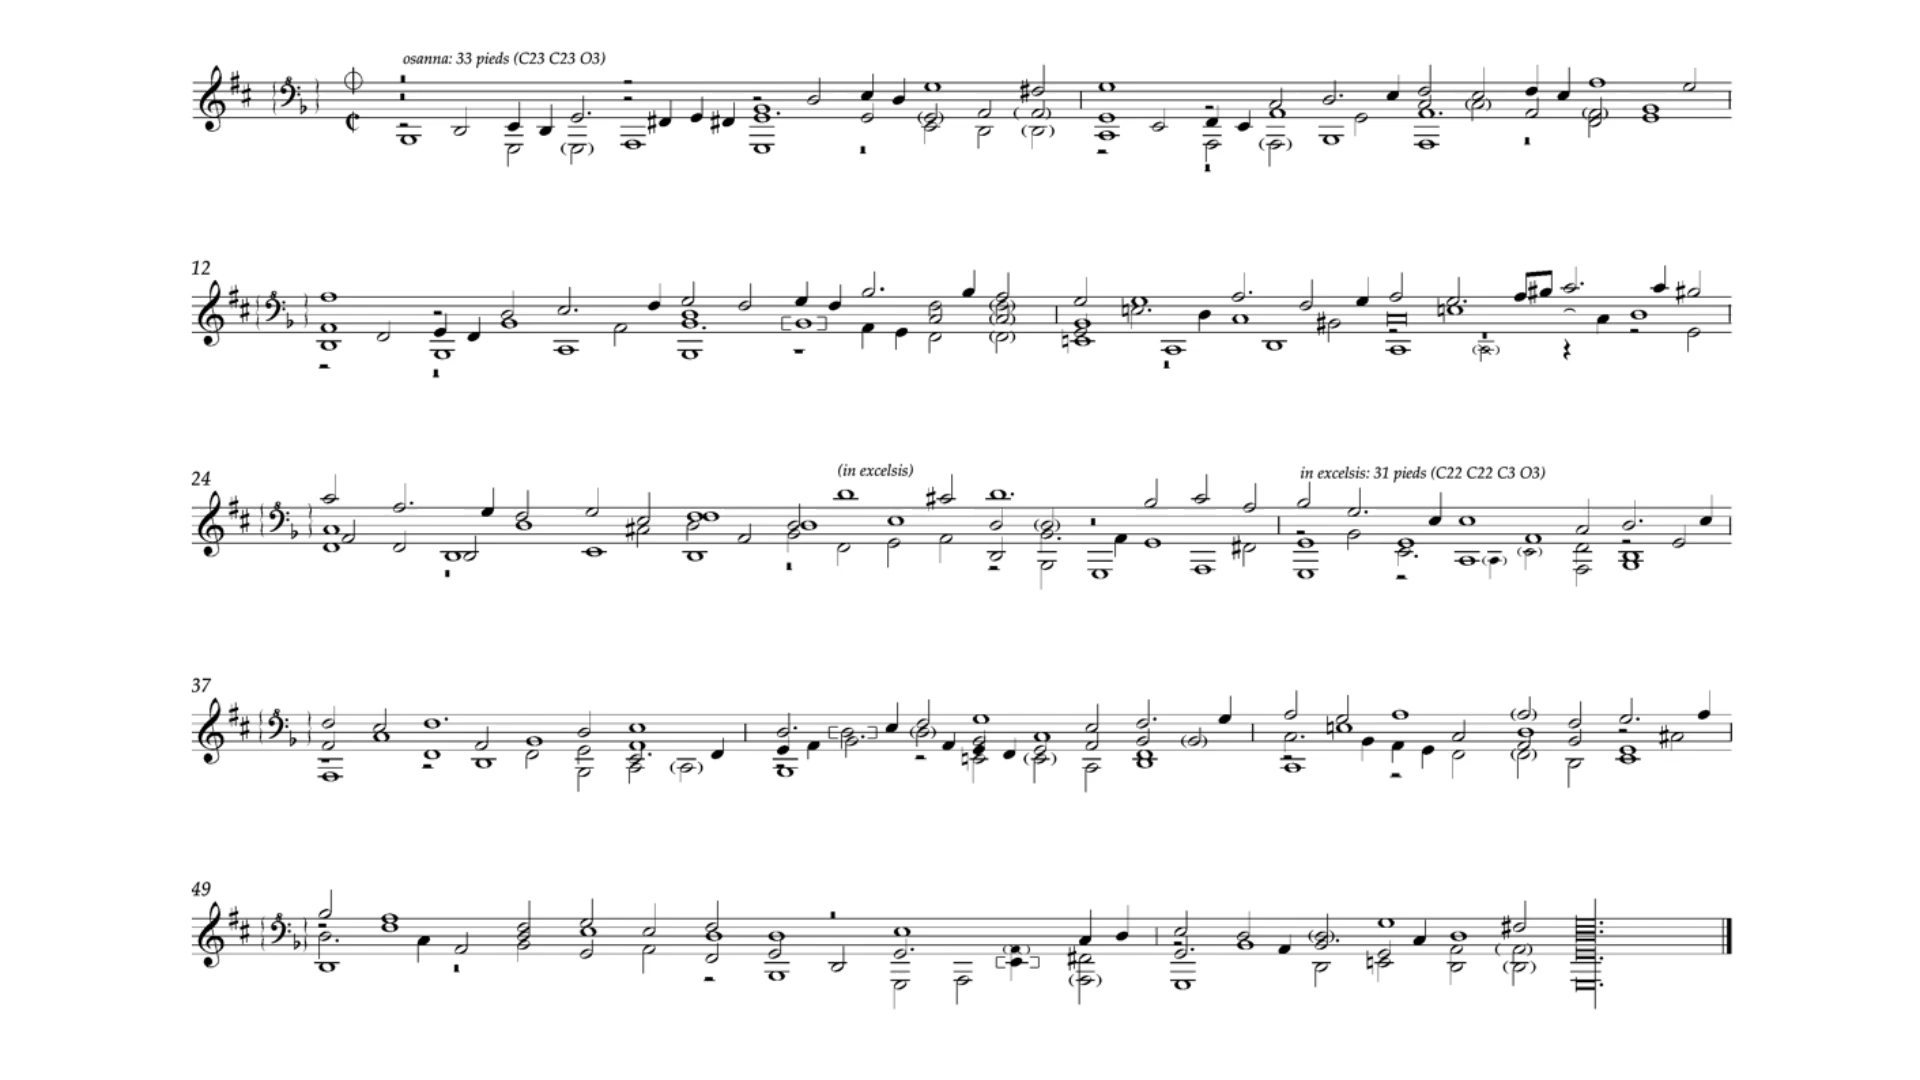 osanna: 33 pieds (C23 C23 O3)
12
24
(in excelsis)
in excelsis: 31 pieds (C22 C22 C3 O3)
37
49